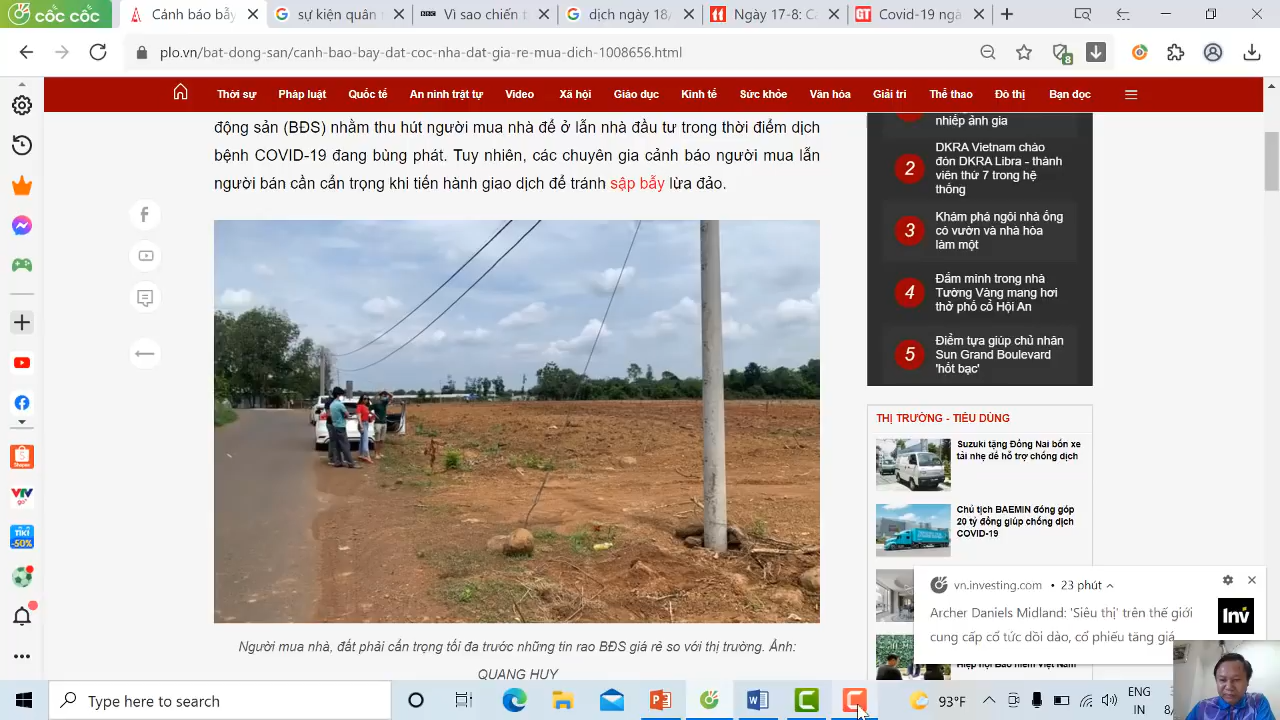 cốc cốc
Cảnh báo bẫy
sự kiện quân
V sao thiên t
dịch ngày 18/
Ngày 17-8: C
Covid-19 ngà
plo.vn/bat-dong-san/canh-bao-bay-dat-coc-nha-dat-gia-re-mua-dich-1008656.html
8
Thời sự
Pháp luật
Quốc tế
An ninh trật tự
Video
Xã hội
Giáo dục
Kinh tế
Sức khỏe
Văn hóa
Giải trí
Thể thao
Đô thị
Bạn đọc
động sản (BĐS) nhằm thu hút người mua nhà để ở lẫn nhà đầu tư trong thời điểm dịch
bệnh COVID-19 đang bùng phát. Tuy nhiên, các chuyên gia cảnh báo người mua lẫn
người bán cần cẩn trọng khi tiến hành giao dịch để tránh sập bẫy lừa đảo.
Người mua nhà, đất phải cẩn trọng tối đa trước những tin rao BĐS giá rẻ so với thị trường. Ảnh:
QUANG HUY
nhiếp ảnh gia
2
DKRA Vietnam chào
đón DKRA Libra - thành
viên thứ 7 trong hệ
thống
3
Khám phá ngôi nhà ống
có vườn và nhà hòa
làm một
4
Đắm mình trong nhà
Tường Vàng mang hơi
thở phố cổ Hội An
5
Điểm tựa giúp chủ nhân
Sun Grand Boulevard
'hốt bạc'
THỊ TRƯỜNG - TIÊU DÙNG
Suzuki tặng Đồng Nai bốn xe
tải nhẹ để hỗ trợ chống dịch
Chủ tịch BAEMIN đóng góp
20 tỷ đồng giúp chống dịch
COVID-19
Hiệp hội Bảo hiểm Việt Nam
vn.investing.com • 23 phút
Archer Daniels Midland: 'Siêu thị' trên thế giới
cung cấp cổ tức dồi dào, cổ phiếu tăng giá
Inv
Shopee
VTV
go
TIKI
-50%
Type here to search
93°F
ENG
IN